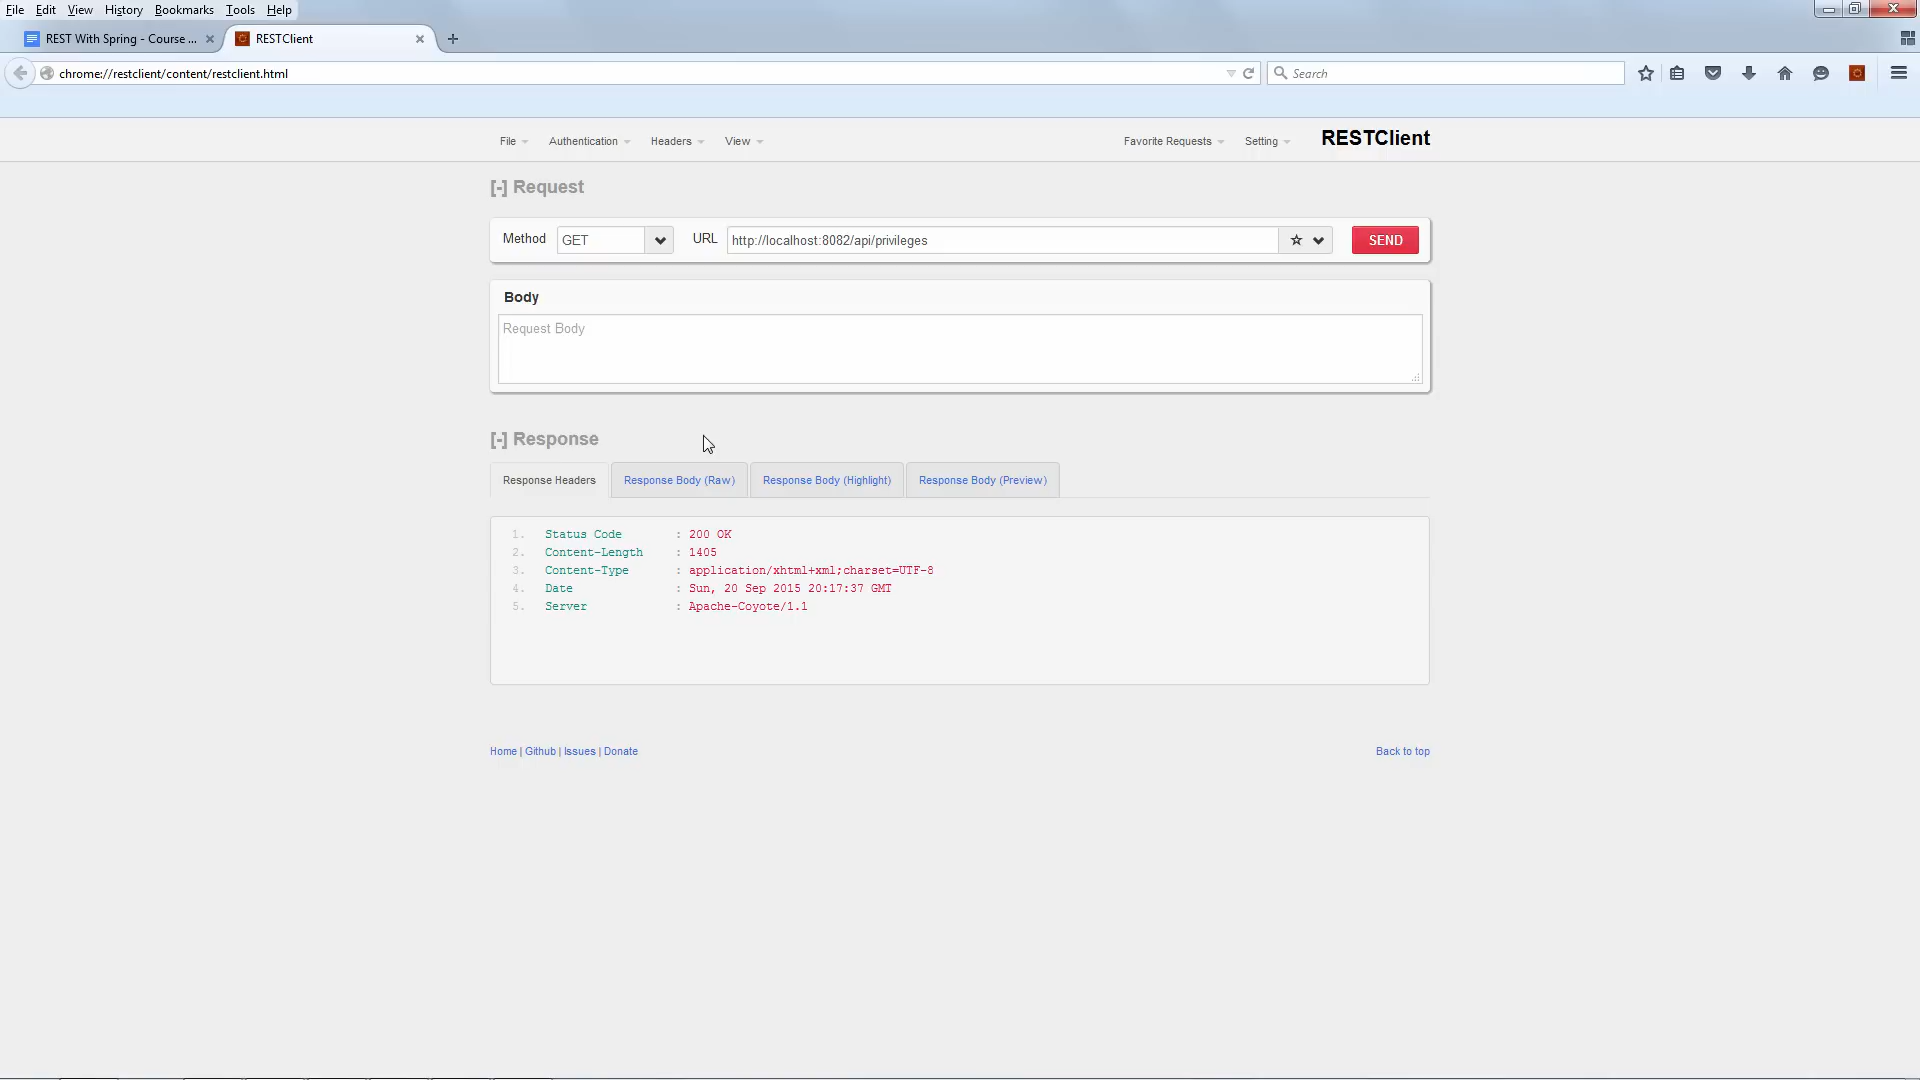 File Edit View History Bookmarks Tools Help
REST With Spring - Course ... RESTClient
chrome://restclient/content/restclient.html Search
File Authentication Headers View Favorite Requests Setting RESTClient
[-] Request
Method GET URL http://localhost:8082/api/privileges SEND
Body
Request Body
[-] Response
Response Headers Response Body (Raw) Response Body (Highlight) Response Body (Preview)
1. Status Code : 200 OK
2. Content-Length : 1405
3. Content-Type : application/xhtml+xml;charset=UTF-8
4. Date : Sun, 20 Sep 2015 20:17:37 GMT
5. Server : Apache-Coyote/1.1
Home | Github | Issues | Donate Back to top